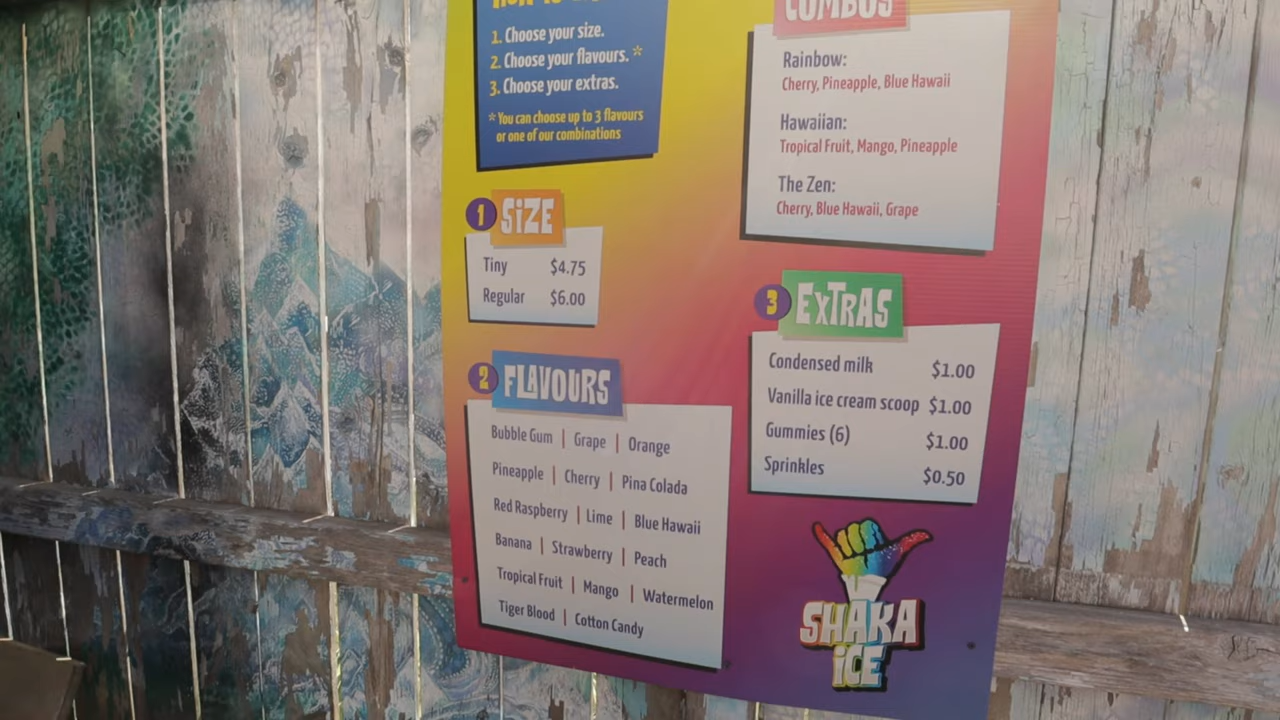 1. Choose your size.
2. Choose your flavours. *
3. Choose your extras.
* You can choose up to 3 flavours
or one of our combinations
1 SiZE
Tiny $4.75
Regular $6.00
2 FLAVOURS
Bubble Gum | Grape | Orange
Pineapple | Cherry | Pina Colada
Red Raspberry | Lime | Blue Hawaii
Banana | Strawberry | Peach
Tropical Fruit | Mango | Watermelon
Tiger Blood | Cotton Candy
COMBOS
Rainbow:
Cherry, Pineapple, Blue Hawaii
Hawaiian:
Tropical Fruit, Mango, Pineapple
The Zen:
Cherry, Blue Hawaii, Grape
3 EXTRAS
Condensed milk $1.00
Vanilla ice cream scoop $1.00
Gummies (6) $1.00
Sprinkles $0.50
SHAKA
iCE